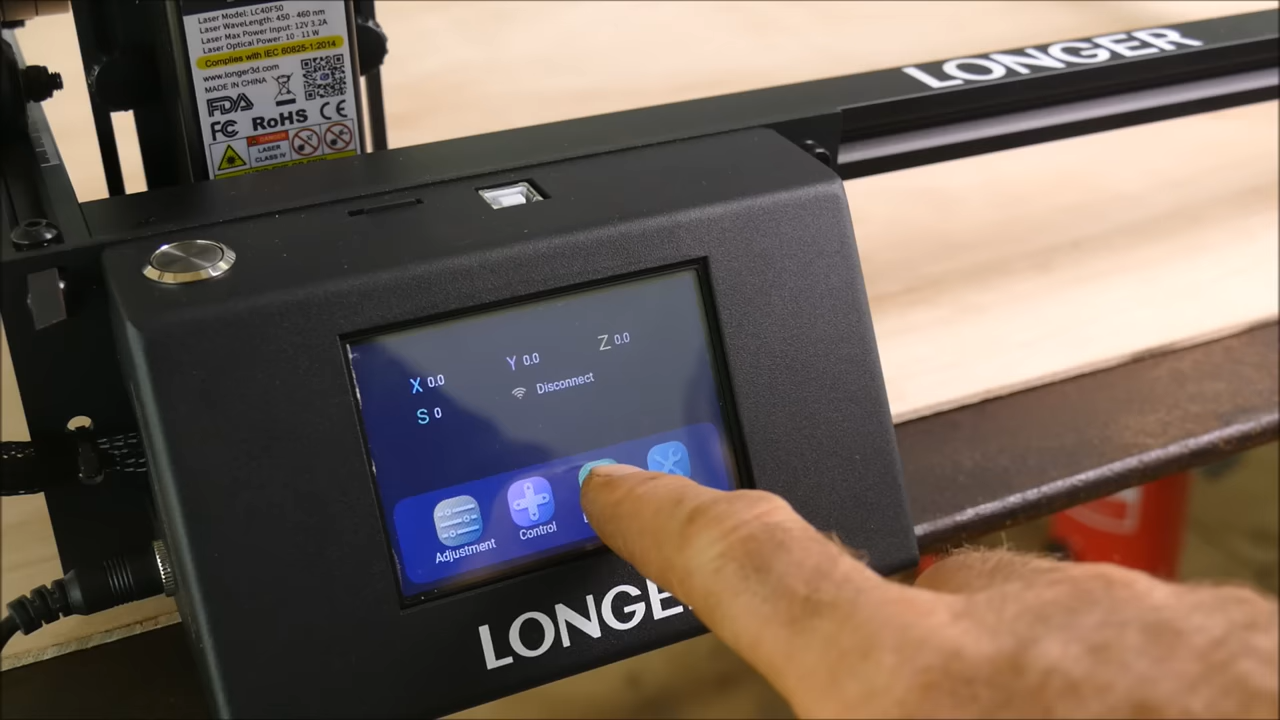 Laser Model: LC40F50
Laser WaveLength: 450 - 460 nm
Laser Max Power Input: 12V 3.2A
Laser Optical Power: 10 - 11 W
Complies with IEC 60825-1:2014
www.longer3d.com
MADE IN CHINA
FDA
FC RoHS CE
DANGER
LASER
CLASS IV
LONGER
X 0.0 Y 0.0 Z 0.0
S 0 Disconnect
Adjustment Control
LONGE